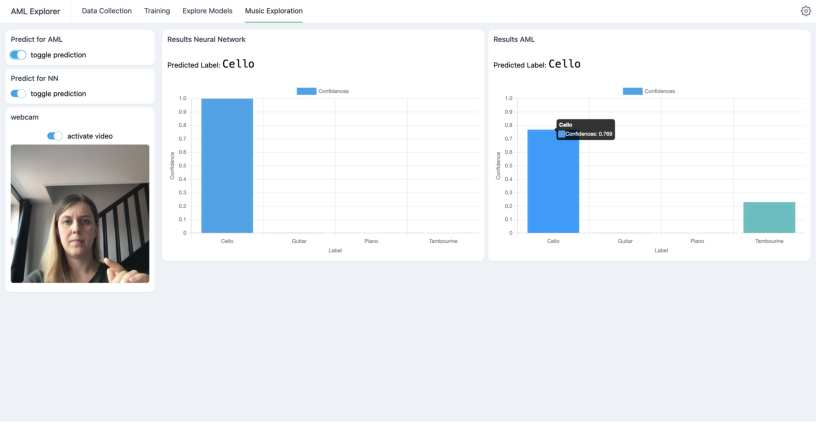 AML Explorer
Data Collection
Training
Explore Models
Music Exploration
Predict for AML
toggle prediction
Predict for NN
toggle prediction
webcam
activate video
Results Neural Network
Predicted Label: Cello
Confidences
1.0
0.9
0.8
0.7
0.6
0.5
0.4
0.3
0.2
0.1
0
Confidence
Cello
Guitar
Piano
Tambourine
Label
Results AML
Predicted Label: Cello
Confidences
1.0
0.9
0.8
0.7
0.6
0.5
0.4
0.3
0.2
0.1
0
Confidence
Cello
Confidences: 0.769
Cello
Guitar
Piano
Tambourine
Label